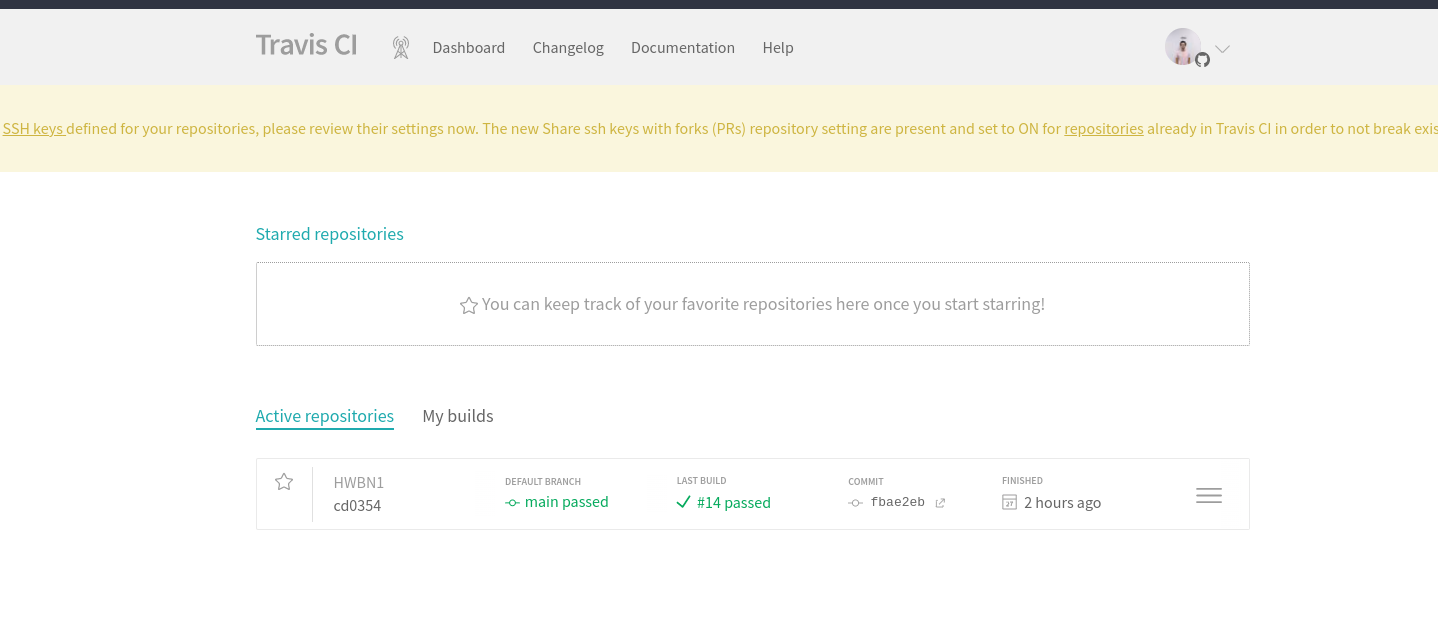 Travis CI
Dashboard Changelog Documentation Help
SSH keys defined for your repositories, please review their settings now. The new Share ssh keys with forks (PRs) repository setting are present and set to ON for repositories already in Travis CI in order to not break exis
Starred repositories
You can keep track of your favorite repositories here once you start starring!
Active repositories My builds
HWBN1
cd0354
DEFAULT BRANCH
main passed
LAST BUILD
#14 passed
COMMIT
fbae2eb
FINISHED
27
2 hours ago